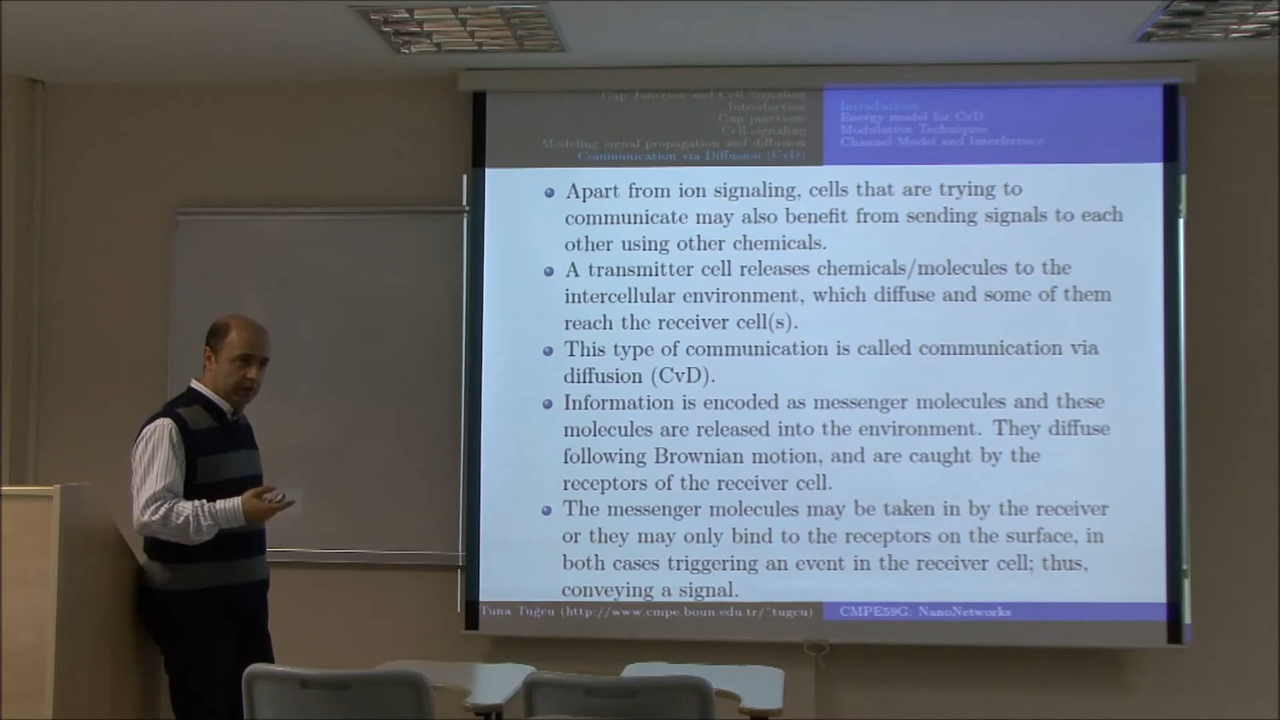 Gap Junction and Cell Signaling
Introduction
Gap junctions
Cell signaling
Modeling signal propagation and diffusion
Communication via Diffusion (CvD)
Introduction
Energy model for CvD
Modulation Techniques
Channel Model and Interference
Apart from ion signaling, cells that are trying to
communicate may also benefit from sending signals to each
other using other chemicals.
A transmitter cell releases chemicals/molecules to the
intercellular environment, which diffuse and some of them
reach the receiver cell(s).
This type of communication is called communication via
diffusion (CvD).
Information is encoded as messenger molecules and these
molecules are released into the environment. They diffuse
following Brownian motion, and are caught by the
receptors of the receiver cell.
The messenger molecules may be taken in by the receiver
or they may only bind to the receptors on the surface, in
both cases triggering an event in the receiver cell; thus,
conveying a signal.
Tuna Tuğcu (http://www.cmpe.boun.edu.tr/~tugcu)
CMPE59G: NanoNetworks